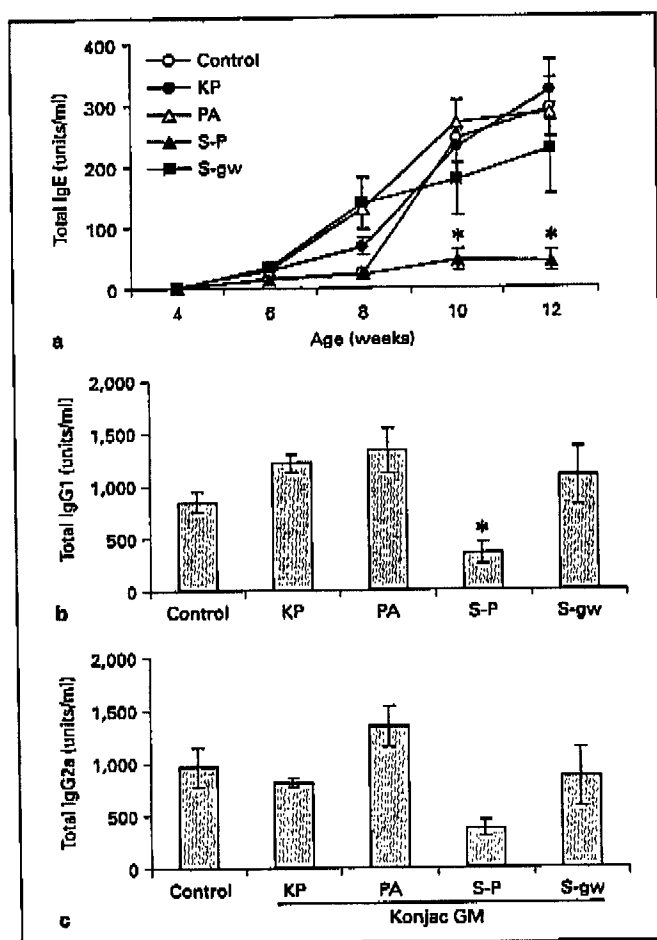 400
300
200
100
0
Total IgE (units/ml)
Control
KP
PA
S-P
S-gw
*
*
4
6
8
10
12
Age (weeks)
a
2,000
1,500
1,000
500
0
Total IgG1 (units/ml)
*
Control KP PA S-P S-gw
b
2,000
1,500
1,000
500
0
Total IgG2a (units/ml)
Control KP PA S-P S-gw
Konjac GM
c